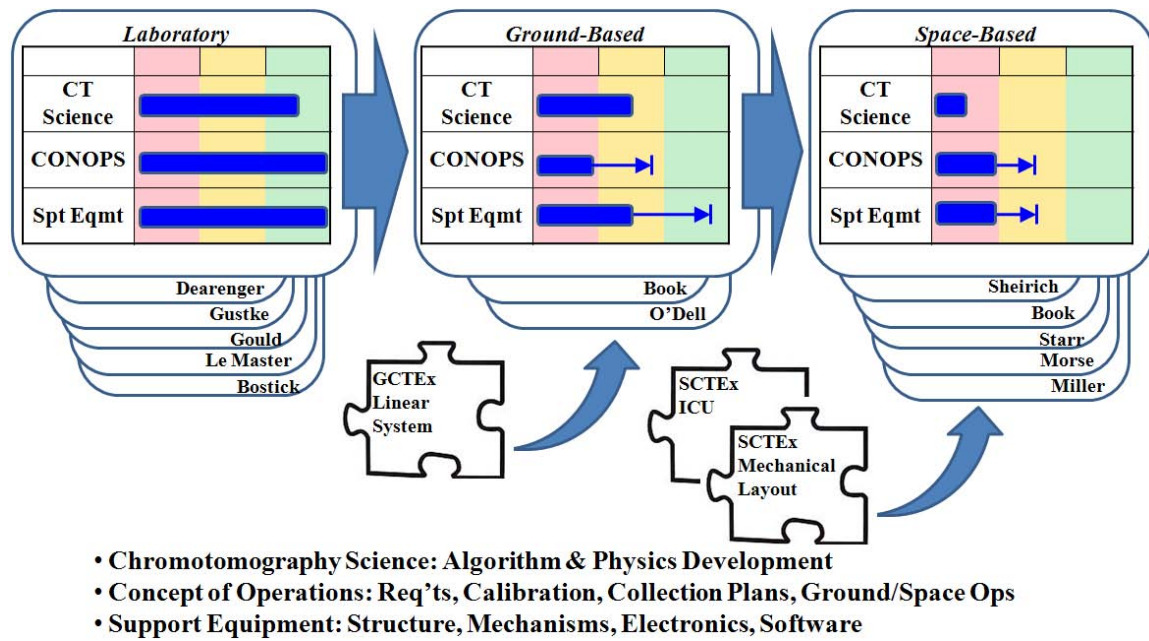 Laboratory
CT
Science
CONOPS
Spt Eqmt
Dearenger
Gustke
Gould
Le Master
Bostick
Ground-Based
CT
Science
CONOPS
Spt Eqmt
Book
O’Dell
Space-Based
CT
Science
CONOPS
Spt Eqmt
Sheirich
Book
Starr
Morse
Miller
GCTEx
Linear
System
SCTEx
ICU
SCTEx
Mechanical
Layout
• Chromotomography Science: Algorithm & Physics Development
• Concept of Operations: Req’ts, Calibration, Collection Plans, Ground/Space Ops
• Support Equipment: Structure, Mechanisms, Electronics, Software